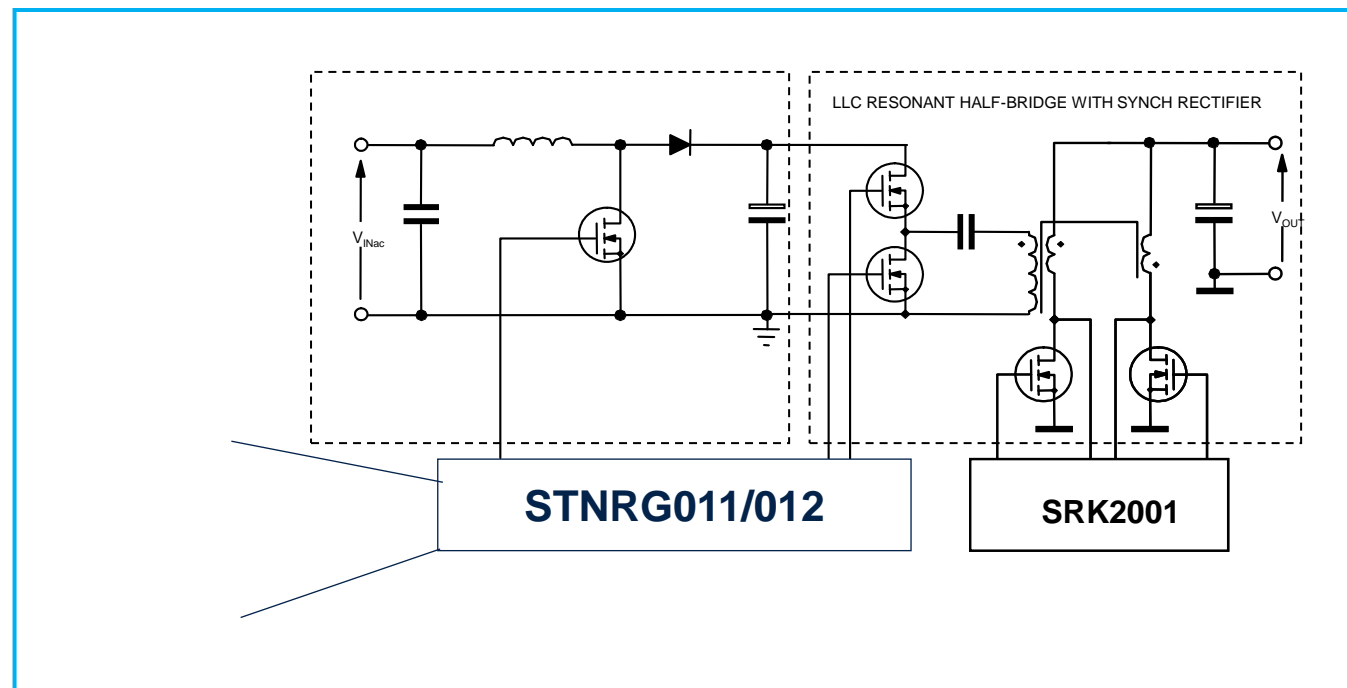 LLC RESONANT HALF-BRIDGE WITH SYNCH RECTIFIER
VINac
VOUT
STNRG011/012
SRK2001